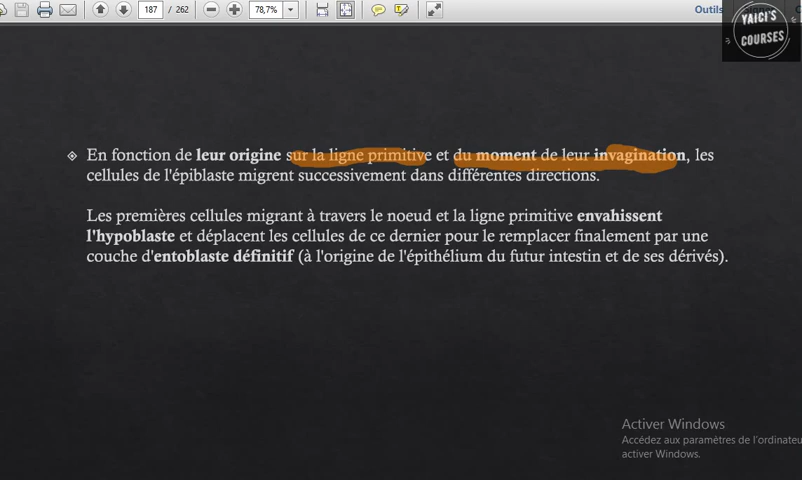 187 / 262 78,7% Outils
YAICI'S
COURSES
En fonction de leur origine sur la ligne primitive et du moment de leur invagination, les
cellules de l'épiblaste migrent successivement dans différentes directions.
Les premières cellules migrant à travers le noeud et la ligne primitive envahissent
l'hypoblaste et déplacent les cellules de ce dernier pour le remplacer finalement par une
couche d'entoblaste définitif (à l'origine de l'épithélium du futur intestin et de ses dérivés).
Activer Windows
Accédez aux paramètres de l'ordinateu
activer Windows.